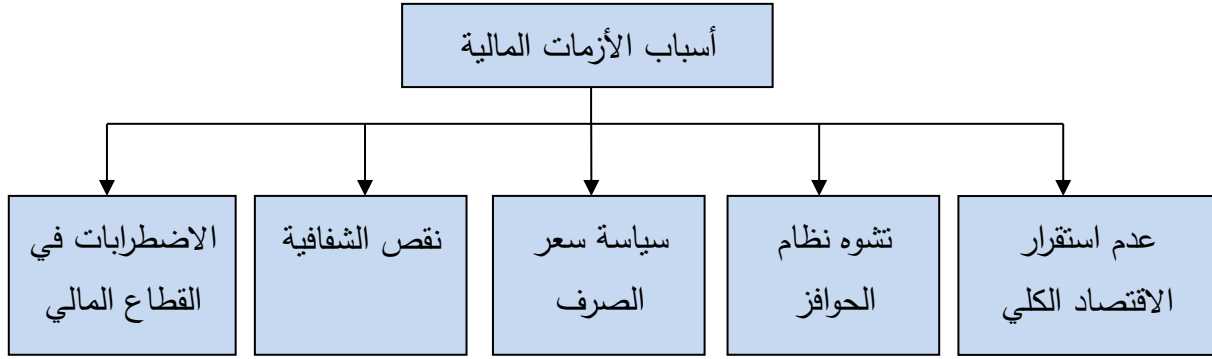 أسباب الأزمات المالية
عدم استقرار
الاقتصاد الكلي
تشوه نظام
الحوافز
سياسة سعر
الصرف
نقص الشفافية
الاضطرابات في
القطاع المالي